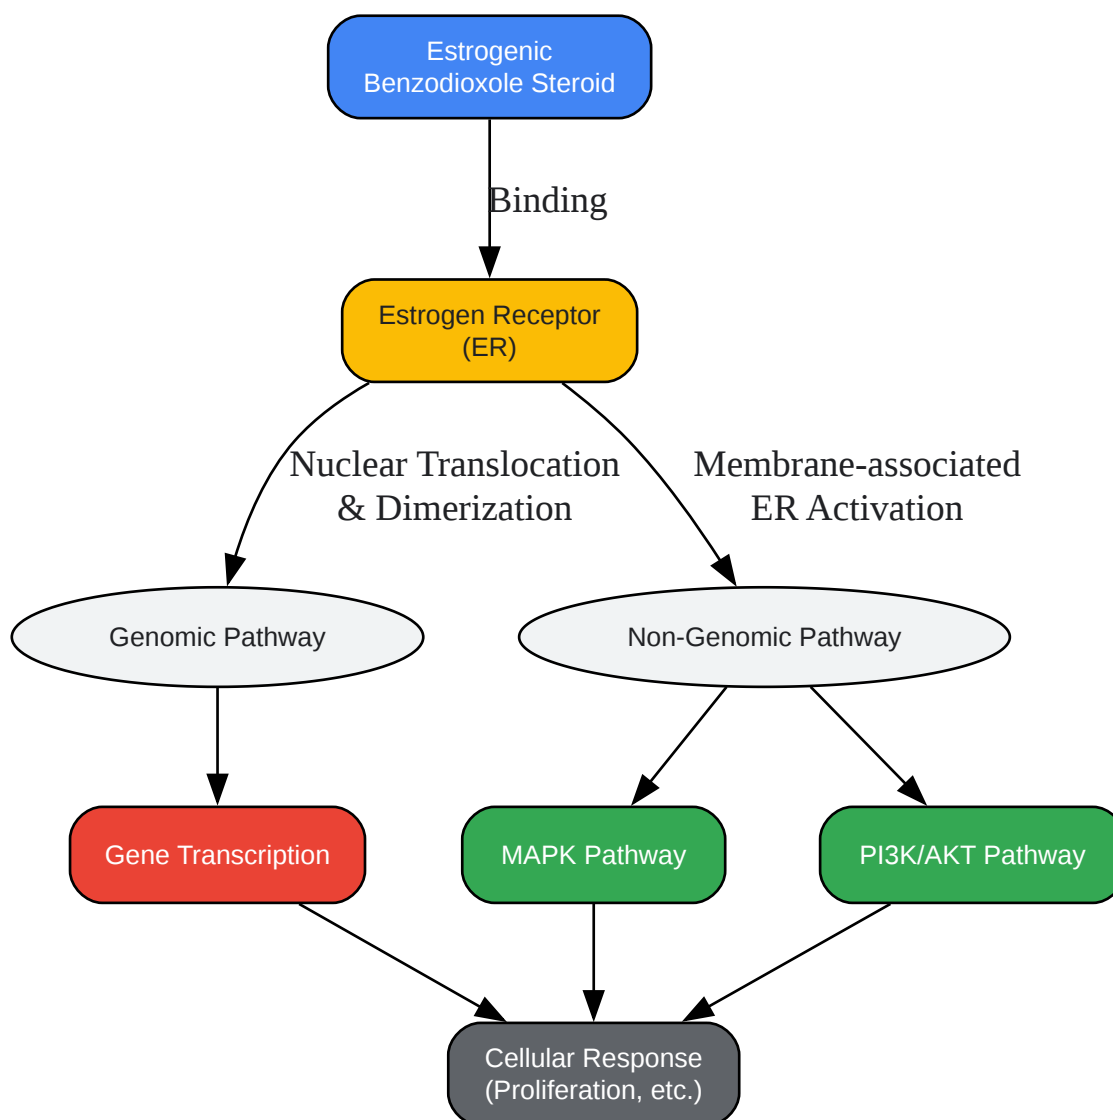 Estrogenic
Benzodioxole Steroid
Binding
Estrogen Receptor
(ER)
Nuclear Translocation
& Dimerization
Membrane-associated
ER Activation
Genomic Pathway
Non-Genomic Pathway
Gene Transcription
MAPK Pathway
PI3K/AKT Pathway
Cellular Response
(Proliferation, etc.)